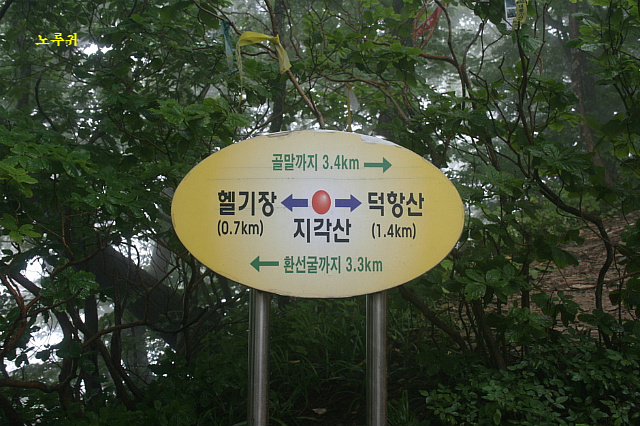 노루귀
골말까지 3.4km →
헬기장 ← → 덕항산
(0.7km) 지각산 (1.4km)
← 환선굴까지 3.3km